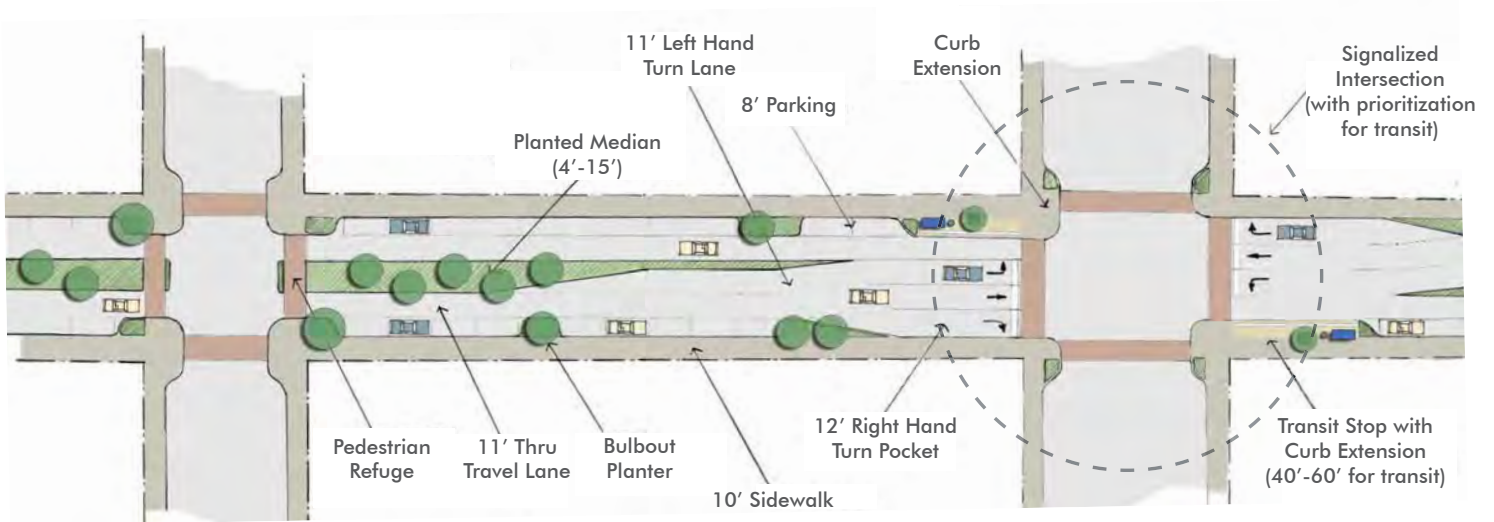 11’ Left Hand
Turn Lane
Curb
Extension
Signalized
Intersection
(with prioritization
for transit)
8’ Parking
Planted Median
(4’-15’)
Pedestrian
Refuge
11’ Thru
Travel Lane
Bulbout
Planter
12’ Right Hand
Turn Pocket
Transit Stop with
Curb Extension
(40’-60’ for transit)
10’ Sidewalk